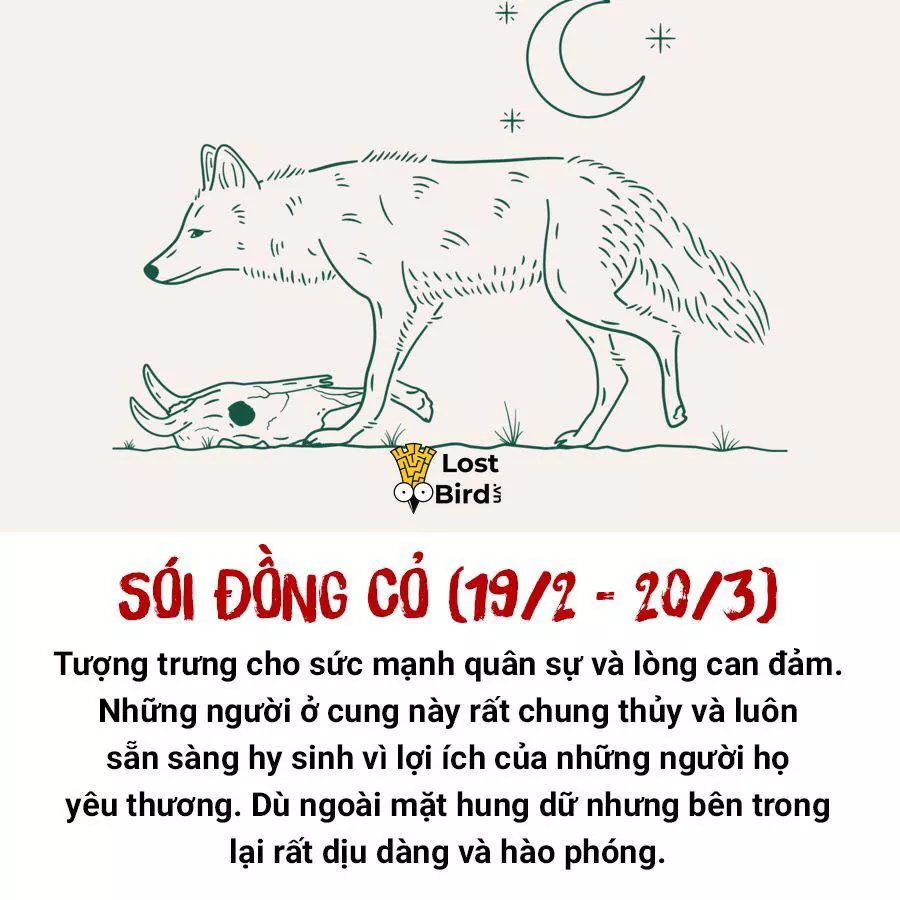 Lost
Bird.vn
SÓI ĐỒNG CỎ (19/2 - 20/3)
Tượng trưng cho sức mạnh quân sự và lòng can đảm.
Những người ở cung này rất chung thủy và luôn
sẵn sàng hy sinh vì lợi ích của những người họ
yêu thương. Dù ngoài mặt hung dữ nhưng bên trong
lại rất dịu dàng và hào phóng.